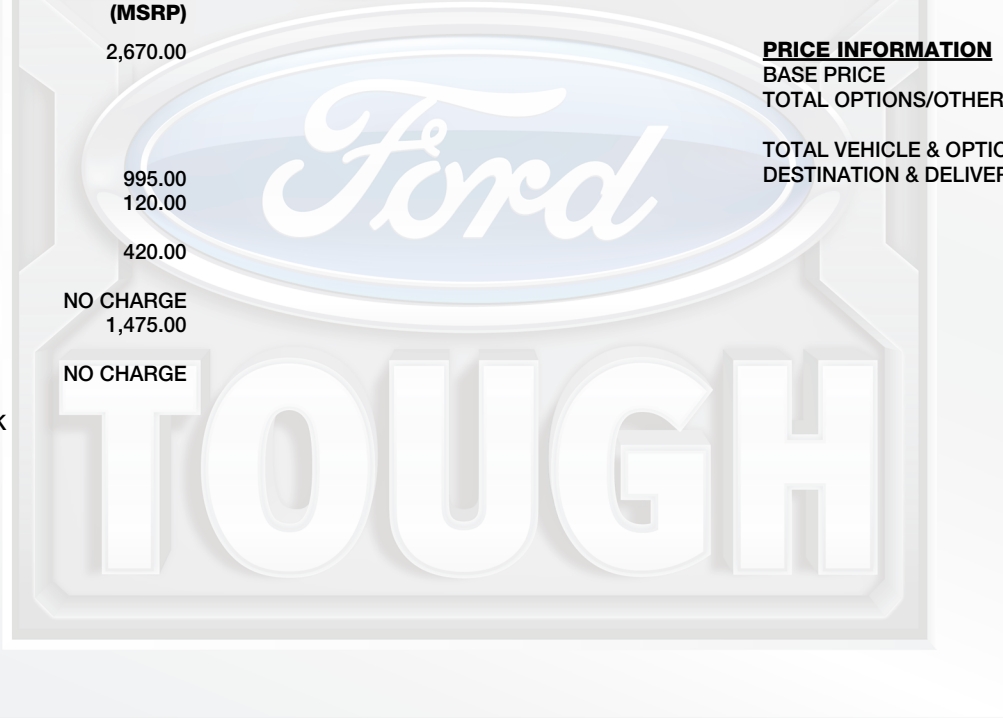 (MSRP)
2,670.00
995.00
120.00
420.00
NO CHARGE
1,475.00
NO CHARGE
K
PRICE INFORMATION
BASE PRICE
TOTAL OPTIONS/OTHER
TOTAL VEHICLE & OPTIO
DESTINATION & DELIVER
Ford
TOUGH